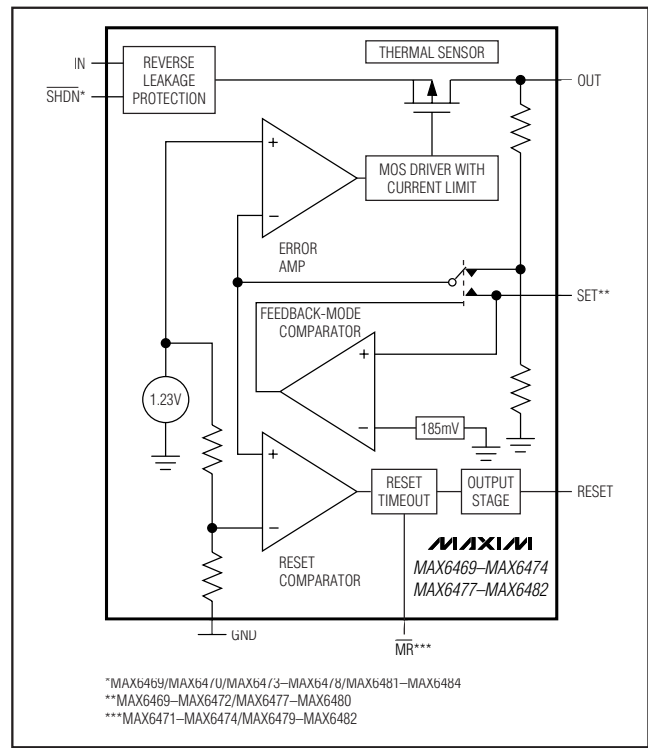 REVERSE
LEAKAGE
PROTECTION
IN
SHDN*
THERMAL SENSOR
OUT
+
−
MOS DRIVER WITH
CURRENT LIMIT
ERROR
AMP
SET**
FEEDBACK-MODE
COMPARATOR
+
−
1.23V
185mV
+
−
RESET
TIMEOUT
OUTPUT
STAGE
RESET
RESET
COMPARATOR
MAXIM
MAX6469–MAX6474
MAX6477–MAX6482
GND
MR***
*MAX6469/MAX6470/MAX6473–MAX6478/MAX6481–MAX6484
**MAX6469–MAX6472/MAX6477–MAX6480
***MAX6471–MAX6474/MAX6479–MAX6482